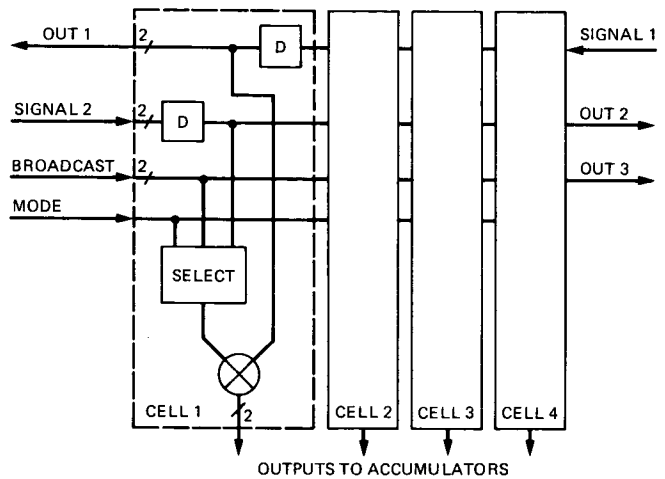 OUT 1
2
D
SIGNAL 1
SIGNAL 2
2
D
OUT 2
BROADCAST
2
OUT 3
MODE
SELECT
CELL 1
2
CELL 2
CELL 3
CELL 4
OUTPUTS TO ACCUMULATORS